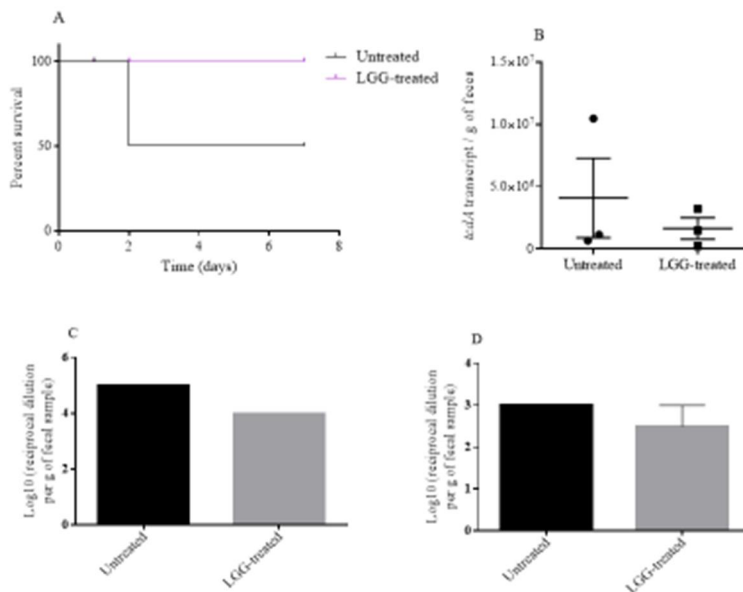 A
Percent survival
100
50
0
0 2 4 6 8
Time (days)
Untreated
LGG-treated
B
tcdA transcript / g of feces
1.5×10⁷
1.0×10⁷
5.0×10⁶
0
Untreated LGG-treated
C
Log10 (reciprocal dilution
per g of fecal sample)
6
4
2
0
Untreated
LGG-treated
D
Log10 (reciprocal dilution
per g of fecal sample)
4
3
2
1
0
Untreated
LGG-treated